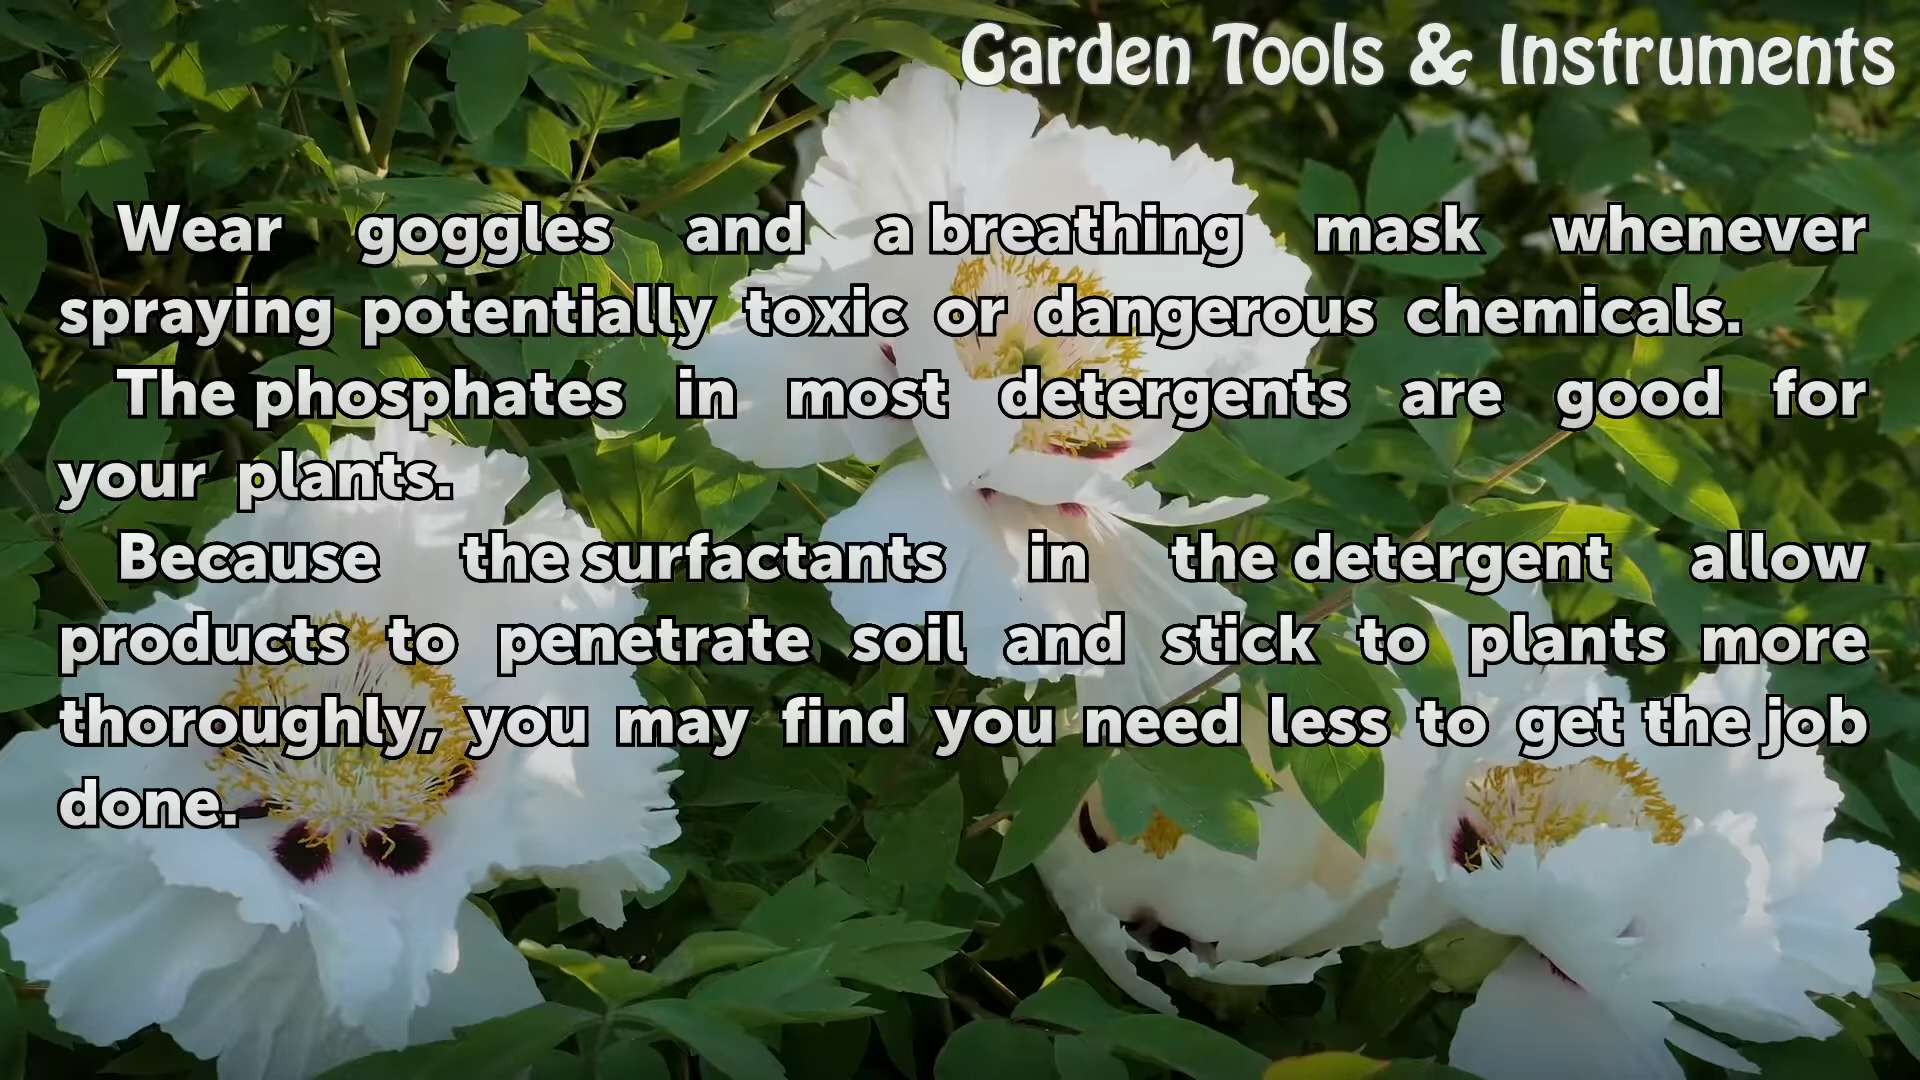 Garden Tools & Instruments
Wear goggles and a breathing mask whenever
spraying potentially toxic or dangerous chemicals.
The phosphates in most detergents are good for
your plants.
Because the surfactants in the detergent allow
products to penetrate soil and stick to plants more
thoroughly, you may find you need less to get the job
done.